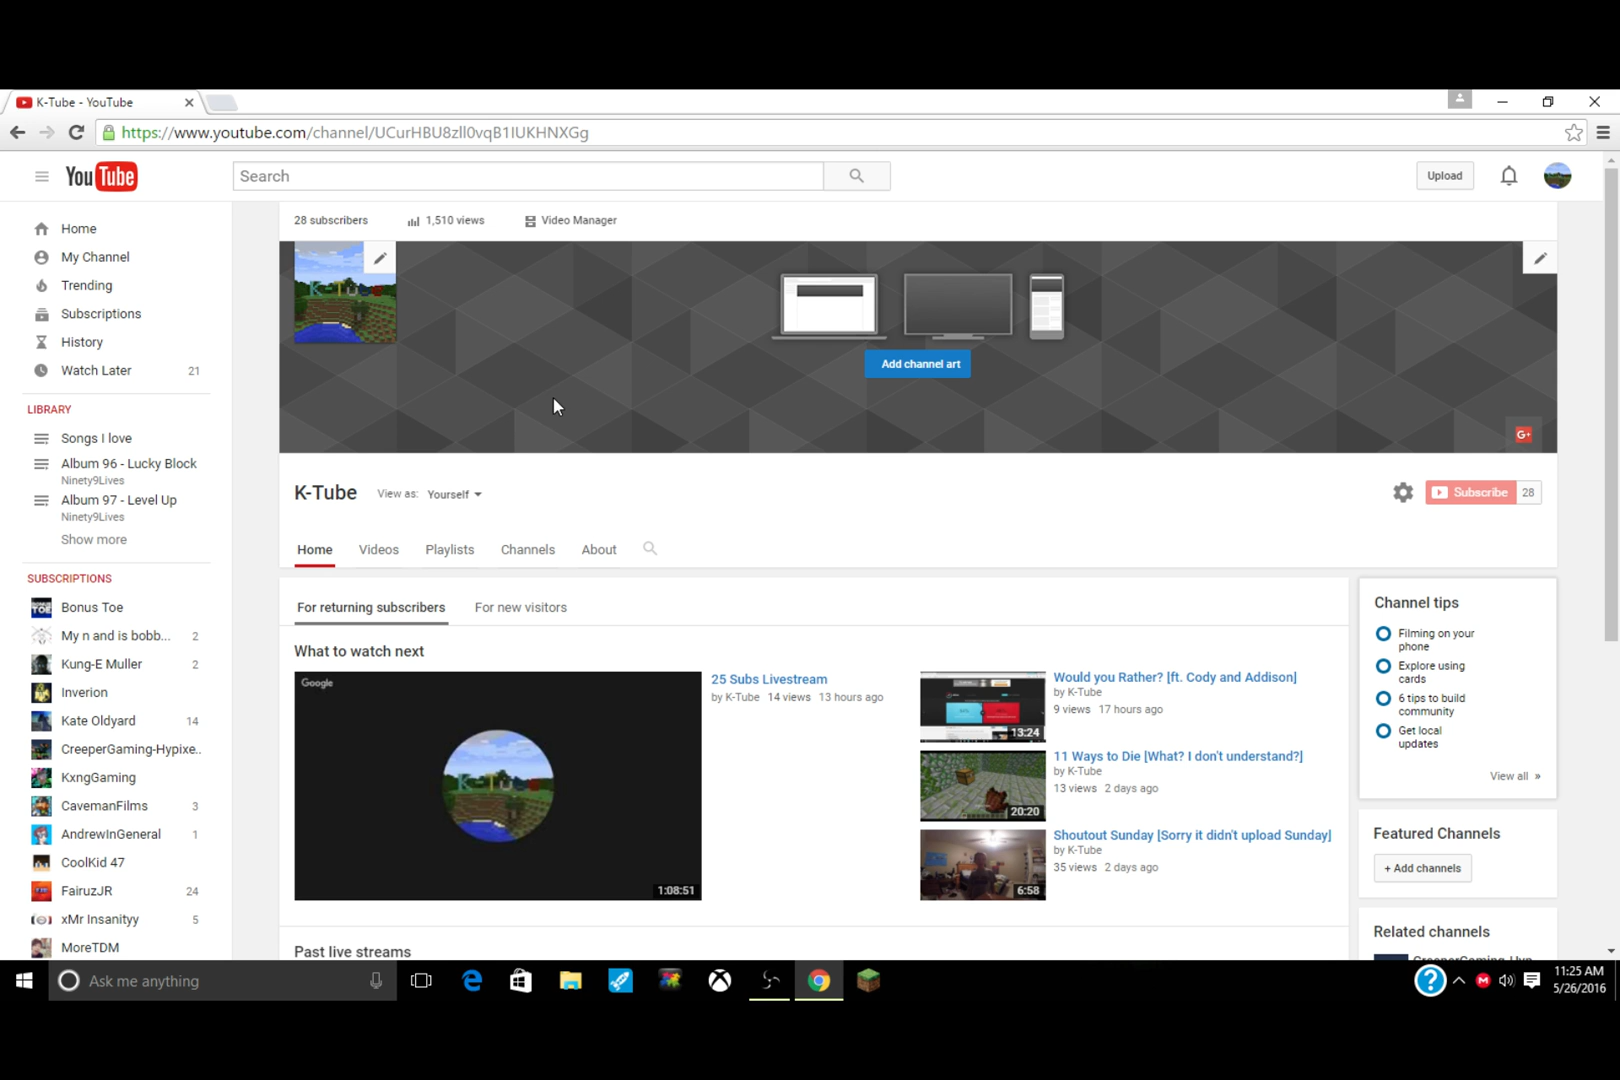 K-Tube - YouTube
https://www.youtube.com/channel/UCurHBU8zll0vqB1IUKHNXGg
YouTube
Search
Upload
Home
My Channel
Trending
Subscriptions
History
Watch Later 21
LIBRARY
Songs I love
Album 96 - Lucky Block
Ninety9Lives
Album 97 - Level Up
Ninety9Lives
Show more
SUBSCRIPTIONS
Bonus Toe
My n and is bobb... 2
Kung-E Muller 2
Inverion
Kate Oldyard 14
CreeperGaming-Hypixe..
KxngGaming
CavemanFilms 3
AndrewInGeneral 1
CoolKid 47
FairuzJR 24
xMr Insanityy 5
MoreTDM
28 subscribers 1,510 views Video Manager
K-Tube
Add channel art
G+
K-Tube View as: Yourself
Subscribe 28
Home Videos Playlists Channels About
For returning subscribers For new visitors
What to watch next
Google
K-Tube
1:08:51
25 Subs Livestream
by K-Tube 14 views 13 hours ago
13:24
Would you Rather? [ft. Cody and Addison]
by K-Tube
9 views 17 hours ago
20:20
11 Ways to Die [What? I don't understand?]
by K-Tube
13 views 2 days ago
6:58
Shoutout Sunday [Sorry it didn't upload Sunday]
by K-Tube
35 views 2 days ago
Past live streams
Channel tips
Filming on your
phone
Explore using
cards
6 tips to build
community
Get local
updates
View all »
Featured Channels
+ Add channels
Related channels
Ask me anything
11:25 AM
5/26/2016